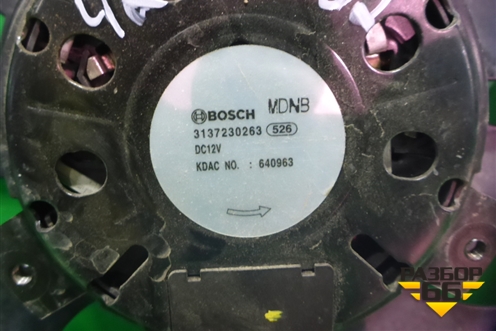 BOSCH MDNB
3137230263 526
DC12V
KDAC NO. : 640963
РАЗБОР
66